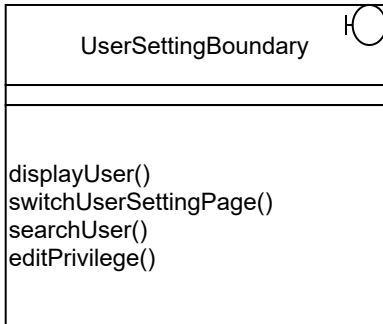 UserSettingBoundary
displayUser()
switchUserSettingPage()
searchUser()
editPrivilege()